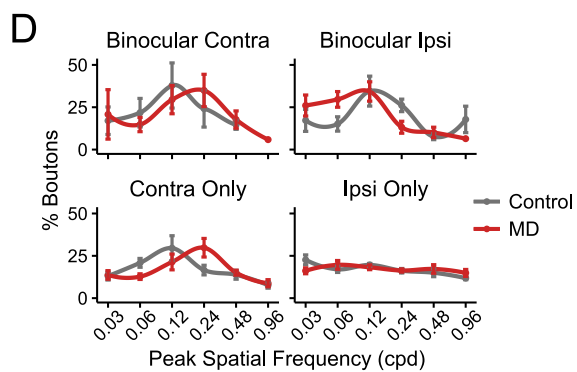 D
Binocular Contra
Binocular Ipsi
50
25
0
Contra Only
Ipsi Only
50
25
0
% Boutons
Control
MD
0.03 0.06 0.12 0.24 0.48 0.96
0.03 0.06 0.12 0.24 0.48 0.96
Peak Spatial Frequency (cpd)